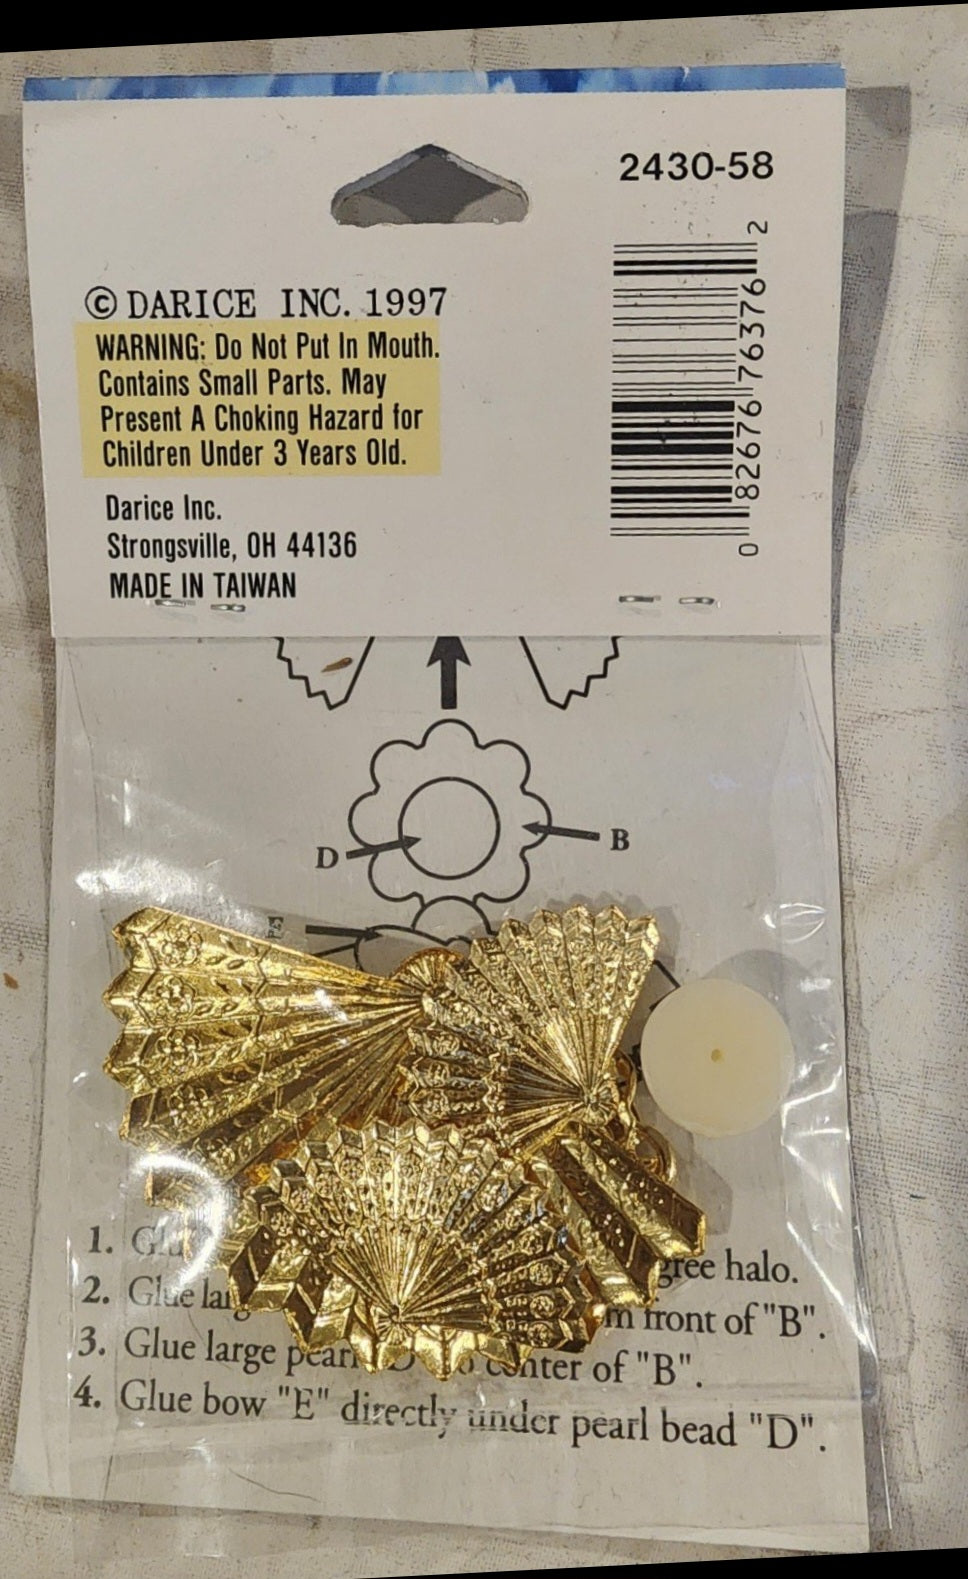 2430-58
© DARICE INC. 1997
WARNING: Do Not Put In Mouth.
Contains Small Parts. May
Present A Choking Hazard for
Children Under 3 Years Old.
Darice Inc.
Strongsville, OH 44136
MADE IN TAIWAN
0 82676 76376 2
D
B
1.
halo.
2. Glue
front of "B".
3. Glue large pearl "D" center of "B".
4. Glue bow "E" directly under pearl bead "D".